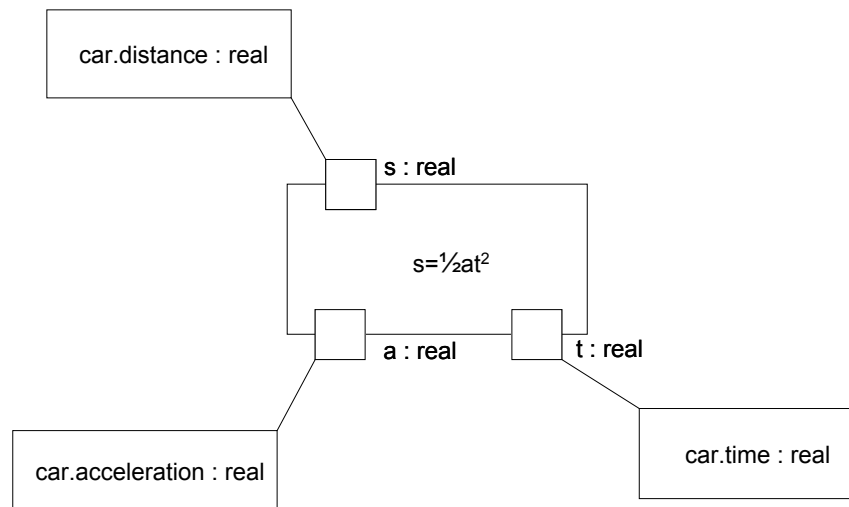 car.distance : real
s : real
s=½at²
a : real
t : real
car.acceleration : real
car.time : real